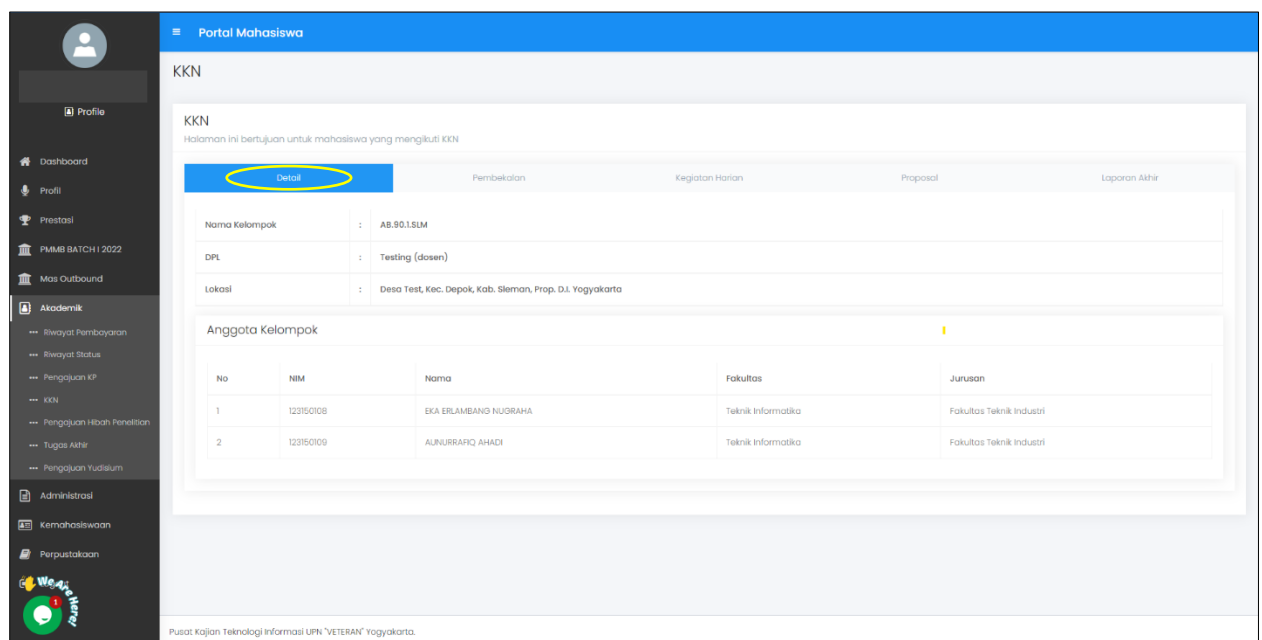 Portal Mahasiswa
KKN
Profile
Dashboard
Profil
Prestasi
PMMB BATCH I 2022
Mas Outbound
Akademik
Riwayat Pembayaran
Riwayat Status
Pengajuan KP
KKN
Pengajuan Hibah Penelitian
Tugas Akhir
Pengajuan Yudisium
Administrasi
Kemahasiswaan
Perpustakaan
We Are Here!
1
KKN
Halaman ini bertujuan untuk mahasiswa yang mengikuti KKN
Detail Pembekalan Kegiatan Harian Proposal Laporan Akhir
Nama Kelompok : AB.90.1.SLM
DPL : Testing (dosen)
Lokasi : Desa Test, Kec. Depok, Kab. Sleman, Prop. D.I. Yogyakarta
Anggota Kelompok
No NIM Nama Fakultas Jurusan
1 123150108 EKA ERLAMBANG NUGRAHA Teknik Informatika Fakultas Teknik Industri
2 123150109 AUNURRAFIQ AHADI Teknik Informatika Fakultas Teknik Industri
Pusat Kajian Teknologi Informasi UPN "VETERAN" Yogyakarta.